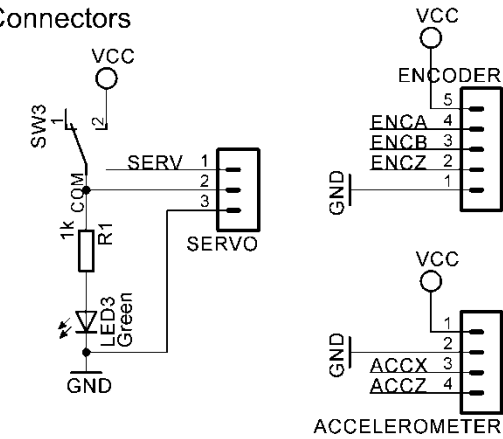 Connectors
VCC
SW3
1
2
COM
SERV 1
2
3
SERVO
1k
R1
LED3
Green
GND
VCC
ENCODER
5
ENCA 4
ENCB 3
ENCZ 2
1
GND
VCC
1
2
GND
ACCX 3
ACCZ 4
ACCELEROMETER